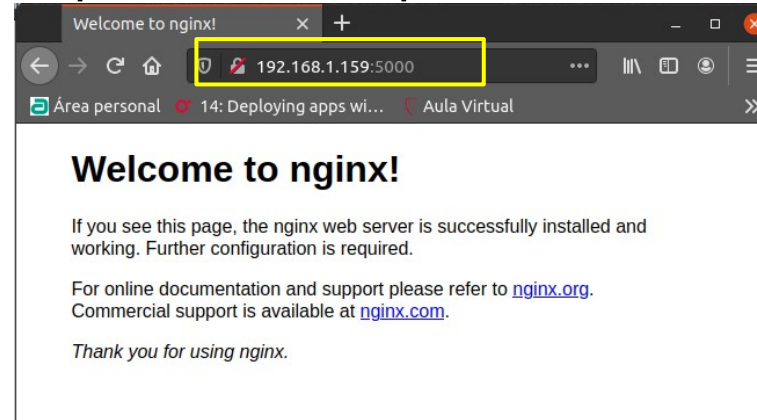 Welcome to nginx!
192.168.1.159:5000
Área personal 14: Deploying apps wi... Aula Virtual
Welcome to nginx!
If you see this page, the nginx web server is successfully installed and
working. Further configuration is required.
For online documentation and support please refer to nginx.org.
Commercial support is available at nginx.com.
Thank you for using nginx.